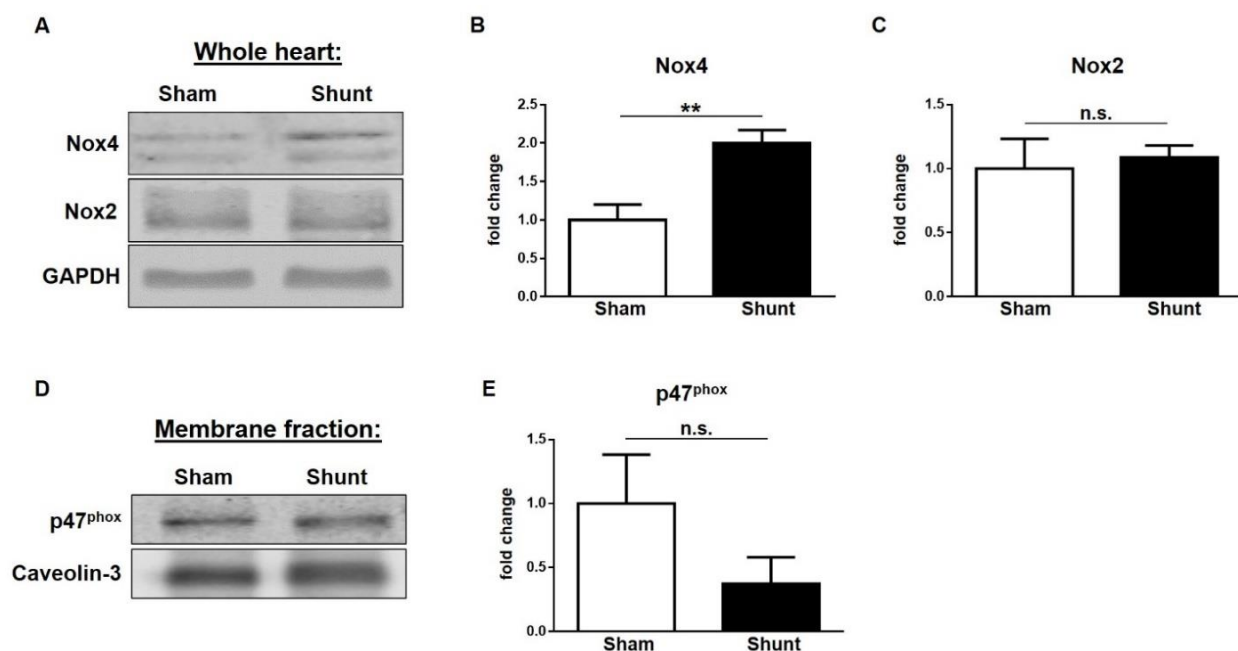 A
Whole heart:
Sham Shunt
Nox4
Nox2
GAPDH
B
Nox4
**
fold change
2.5
2.0
1.5
1.0
0.5
0.0
Sham Shunt
C
Nox2
n.s.
fold change
1.5
1.0
0.5
0.0
Sham Shunt
D
Membrane fraction:
Sham Shunt
p47phox
Caveolin-3
E
p47phox
n.s.
fold change
1.5
1.0
0.5
0.0
Sham Shunt